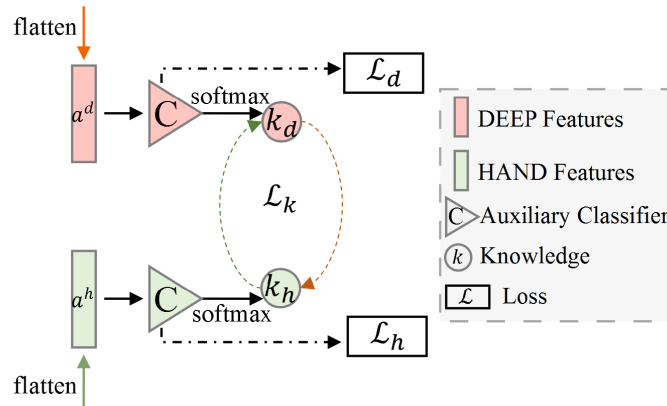 flatten
a^d
C
softmax
k_d
ℒ_d
ℒ_k
a^h
C
softmax
k_h
ℒ_h
flatten
DEEP Features
HAND Features
C Auxiliary Classifier
k Knowledge
ℒ Loss